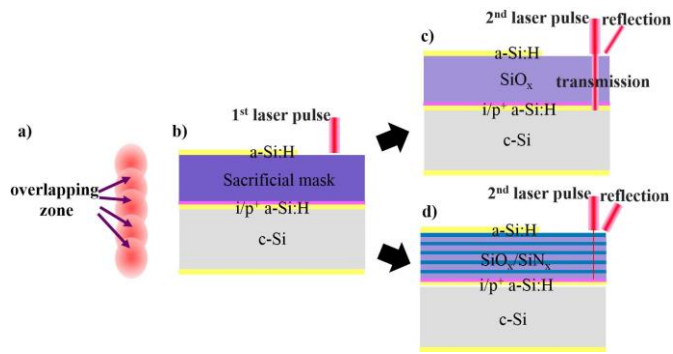 a)
overlapping
zone
b)
1st laser pulse
a-Si:H
Sacrificial mask
i/p+ a-Si:H
c-Si
c)
2nd laser pulse
reflection
a-Si:H
SiOx
transmission
i/p+ a-Si:H
c-Si
d)
2nd laser pulse
reflection
a-Si:H
SiOx/SiNx
i/p+ a-Si:H
c-Si